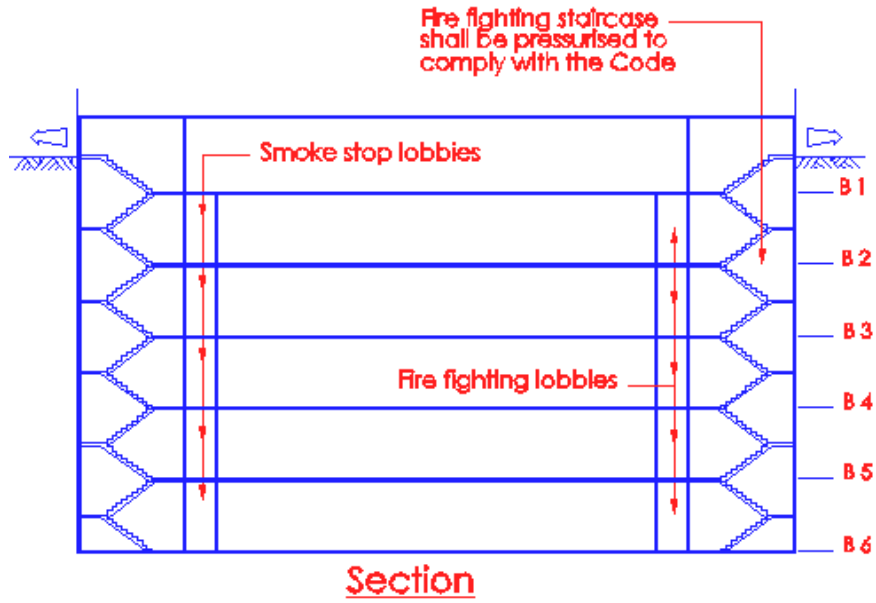 Fire fighting staircase
shall be pressurised to
comply with the Code
Smoke stop lobbies
B 1
B 2
B 3
Fire fighting lobbies
B 4
B 5
B 6
Section